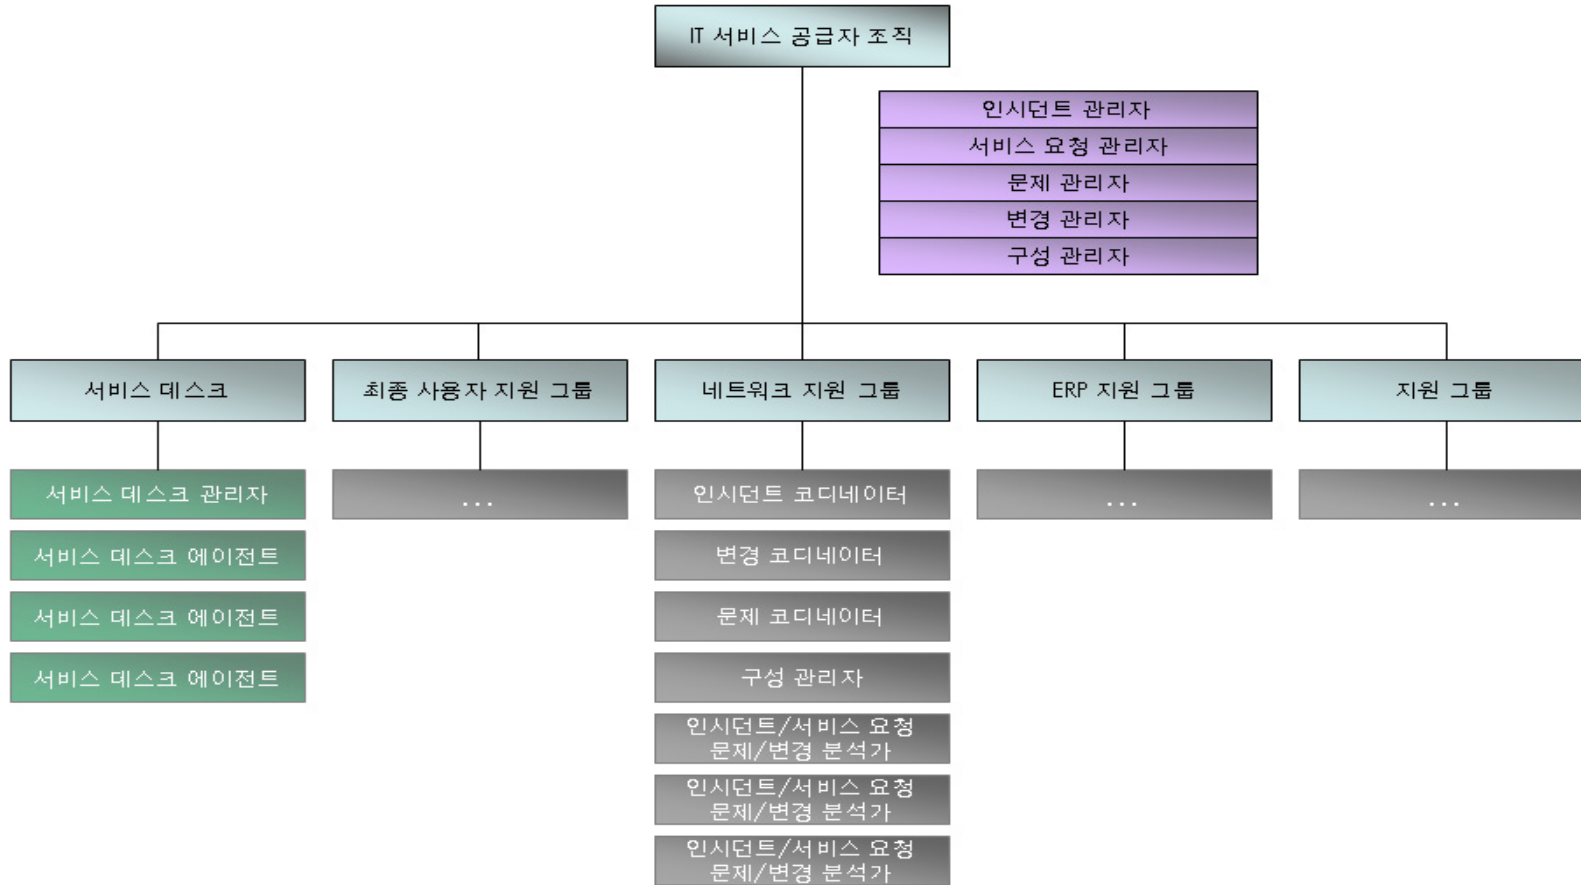 IT 서비스 공급자 조직
인시던트 관리자
서비스 요청 관리자
문제 관리자
변경 관리자
구성 관리자
서비스 데스크
최종 사용자 지원 그룹
네트워크 지원 그룹
ERP 지원 그룹
지원 그룹
서비스 데스크 관리자
...
인시던트 코디네이터
...
...
서비스 데스크 에이전트
변경 코디네이터
서비스 데스크 에이전트
문제 코디네이터
서비스 데스크 에이전트
구성 관리자
인시던트/서비스 요청
문제/변경 분석가
인시던트/서비스 요청
문제/변경 분석가
인시던트/서비스 요청
문제/변경 분석가